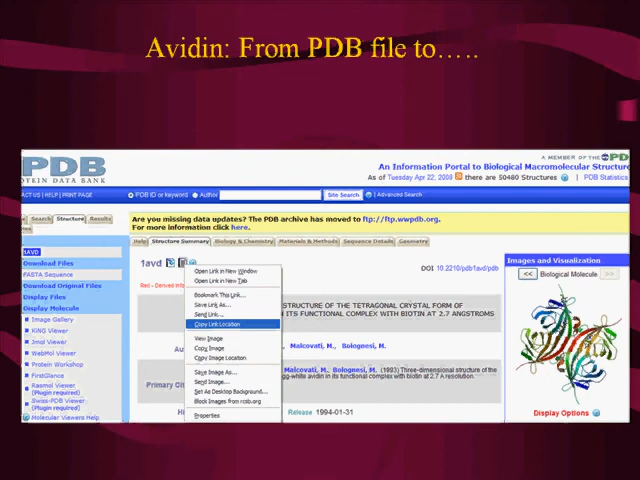 Avidin: From PDB file to…..
A MEMBER OF THE PD
PDB
An Information Portal to Biological Macromolecular Structure
OTEIN DATA BANK
As of Tuesday Apr 22, 2008 there are 50480 Structures | PDB Statistics
ACT US | HELP | PRINT PAGE
PDB ID or keyword Author Site Search | Advanced Search
Are you missing data updates? The PDB archive has moved to ftp://ftp.wwpdb.org.
For more information click here.
Search Structure Results
Help Structure Summary Biology & Chemistry Materials & Methods Sequence Details Geometry
1AVD
Download Files
FASTA Sequence
Download Original Files
Display Files
Display Molecule
Image Gallery
KiNG Viewer
Jmol Viewer
WebMol Viewer
Protein Workshop
FirstGlance
Rasmol Viewer
(Plugin required)
Swiss-PDB Viewer
(Plugin required)
Molecular Viewers Help
1avd
DOI 10.2210/pdb1avd/pdb
Red - Derived Infor
STRUCTURE OF THE TETRAGONAL CRYSTAL FORM OF
ITS FUNCTIONAL COMPLEX WITH BIOTIN AT 2.7 ANGSTROMS
Au
Malcovati, M., Bolognesi, M.
Primary Cita
Malcovati, M., Bolognesi, M. (1993) Three-dimensional structure of the
egg-white avidin in its functional complex with biotin at 2.7 A resolution.
Hi
Release 1994-01-31
Open Link in New Window
Open Link in New Tab
Bookmark This Link...
Save Link As...
Send Link...
Copy Link Location
View Image
Copy Image
Copy Image Location
Save Image As...
Send Image...
Set As Desktop Background...
Block Images from rcsb.org
Properties
Images and Visualization
<< Biological Molecule >>
Display Options